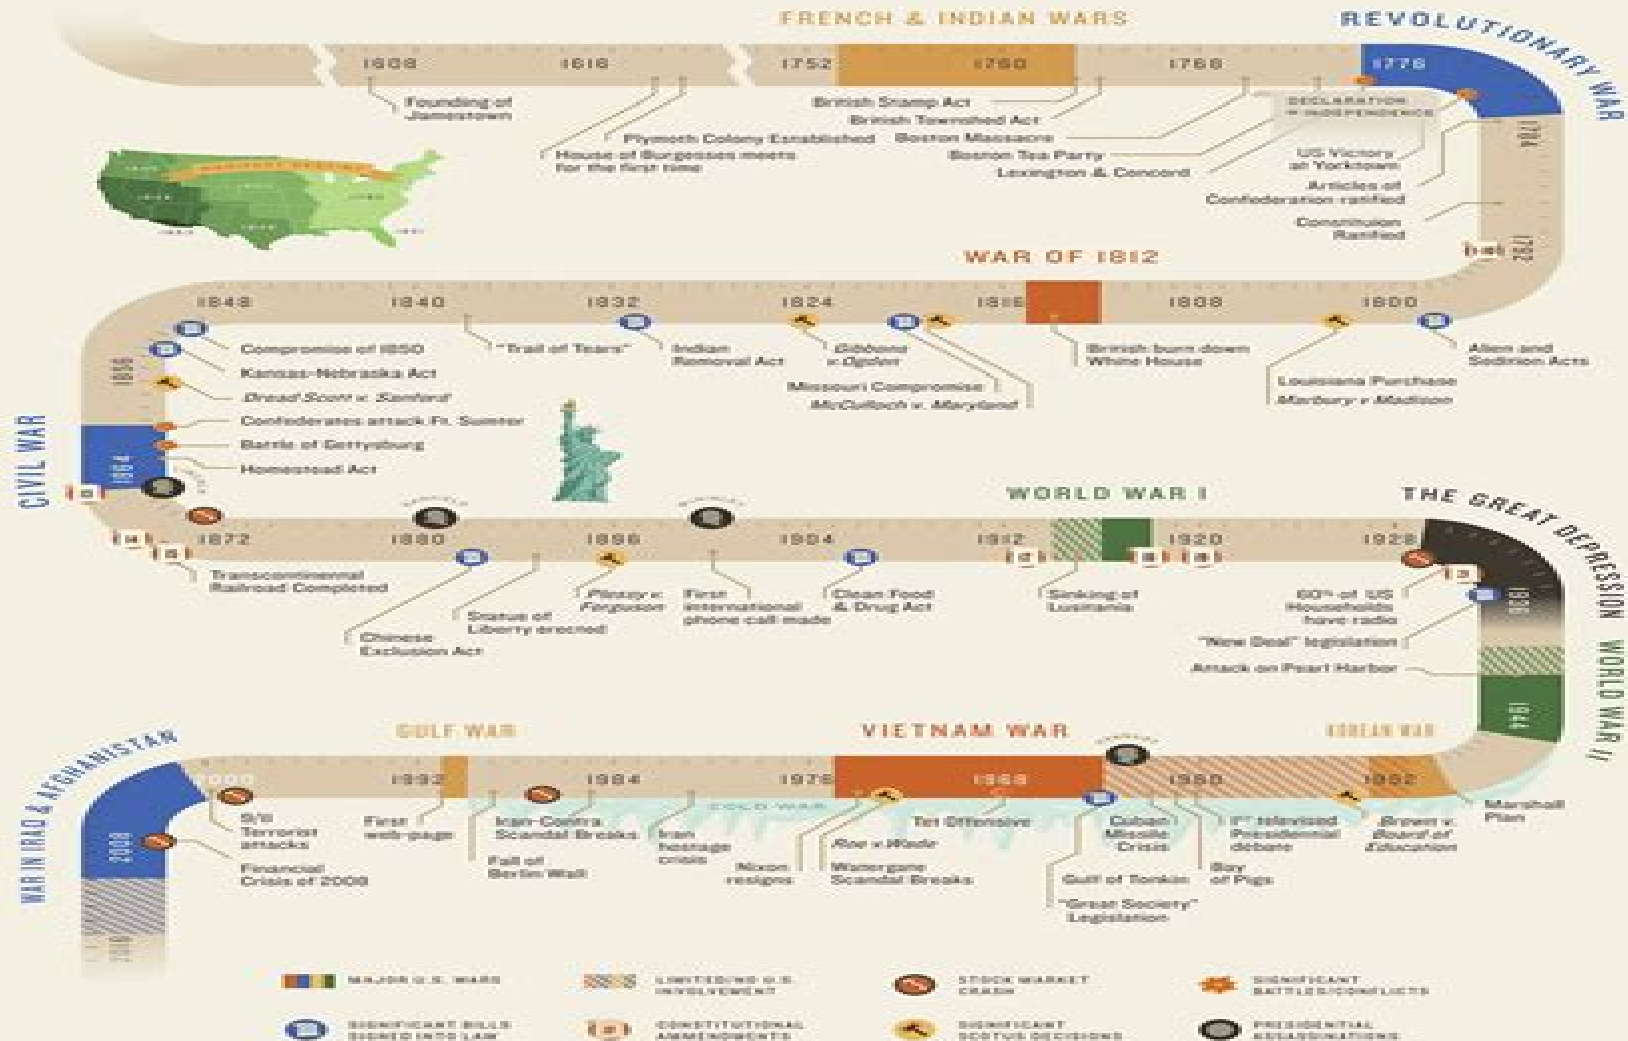 FRENCH & INDIAN WARS
REVOLUTIONARY WAR
1608
1616
1752
1760
1768
1776
Founding of
Jamestown
British Stamp Act
British Townshed Act
DECLARATION
INDEPENDENCE
Plymoth Colony Established
Boston Massacre
House of Burgesses meets
for the first time
Boston Tea Party
Lexington & Concord
US Victory
at Yorktown
Articles of
Confederation ratified
Ratified
1784
1792
WAR OF 1812
1848
1840
1832
1824
1816
1808
1800
Compromise of 1850
"Trail of Tears"
Indian
Removal Act
Gibbons
v. Ogden
British burn down
White House
Alien and
Sedition Acts
1856
Kansas-Nebraska Act
Missouri Compromise
Louisiana Purchase
Dread Scott v. Sanford
McCulloch v. Maryland
Marbury v Madison
Confederates attack Ft. Sumter
CIVIL WAR
1864
Battle of Gettysburg
Homestead Act
WORLD WAR I
THE GREAT DEPRESSION
1872
1880
1896
1904
1912
1920
1928
Transcontinental
Railroad Completed
Ferguson
First
international
phone call made
Clean Food
& Drug Act
Sinking of
Lusitania
60% of US
Households
have radio
Statue of
Liberty erected
Chinese
Exclusion Act
"New Deal" legislation
Attack on Pearl Harbor
WORLD WAR II
1944
GULF WAR
VIETNAM WAR
KOREAN WAR
WAR IN IRAQ & AFGHANISTAN
2000
1992
1984
1976
1968
1960
COLD WAR
9/11
Terrorist
attacks
First
web-page
Iran-Contra
Scandal Breaks
Iran
hostage
crisis
Tet Offensive
Cuban
Missile
Crisis
1st televised
Presidential
debate
Brown v.
Board of
Education
Marshall
Plan
2008
Financial
Crisis of 2008
Fall of
Berlin Wall
Nixon
resigns
Roe v. Wade
Scandal Breaks
Gulf of Tonkin
Bay
of Pigs
"Great Society"
Legislation
2016
MAJOR U.S. WARS
LIMITED/NO U.S.
INVOLVEMENT
STOCK MARKET
CRASH
SIGNIFICANT
BATTLES/CONFLICTS
SIGNIFICANT BILLS
SIGNED INTO LAW
CONSTITUTIONAL
AMMENDMENTS
SIGNIFICANT
SCOTUS DECISIONS
PRESIDENTIAL
ASSASSINATIONS